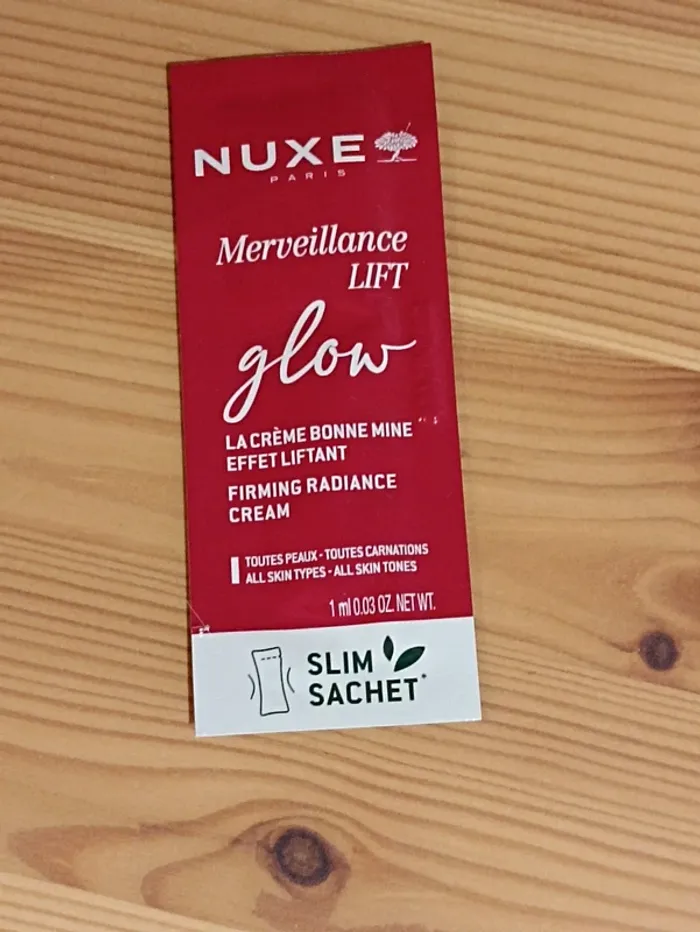 NUXE
PARIS
Merveillance
LIFT
glow
LA CRÈME BONNE MINE
EFFET LIFTANT
FIRMING RADIANCE
CREAM
TOUTES PEAUX - TOUTES CARNATIONS
ALL SKIN TYPES - ALL SKIN TONES
1 ml 0.03 OZ. NET WT.
SLIM
SACHET*